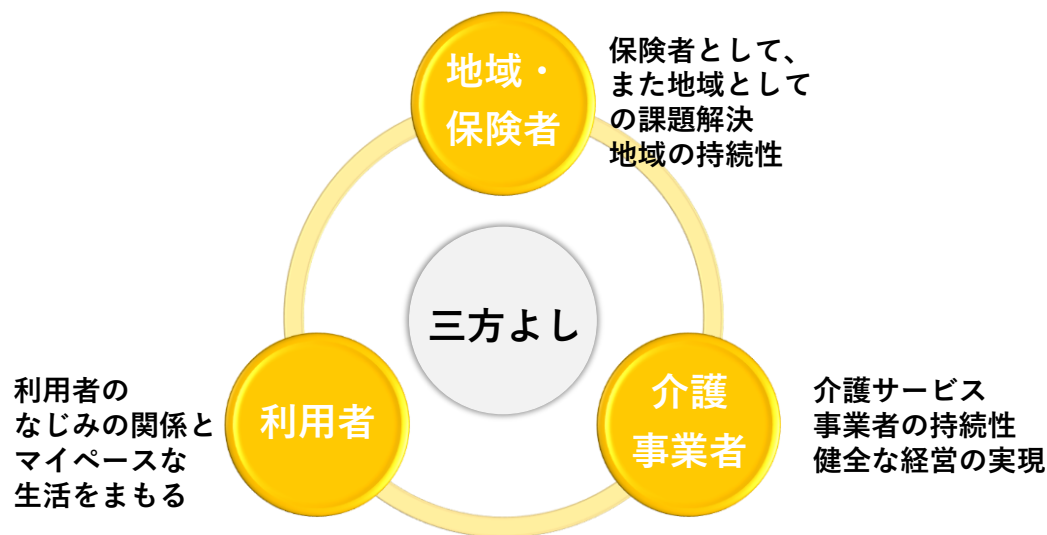 地域・
保険者
保険者として、
また地域として
の課題解決
地域の持続性
三方よし
利用者の
なじみの関係と
マイペースな
生活をまもる
利用者
介護
事業者
介護サービス
事業者の持続性
健全な経営の実現